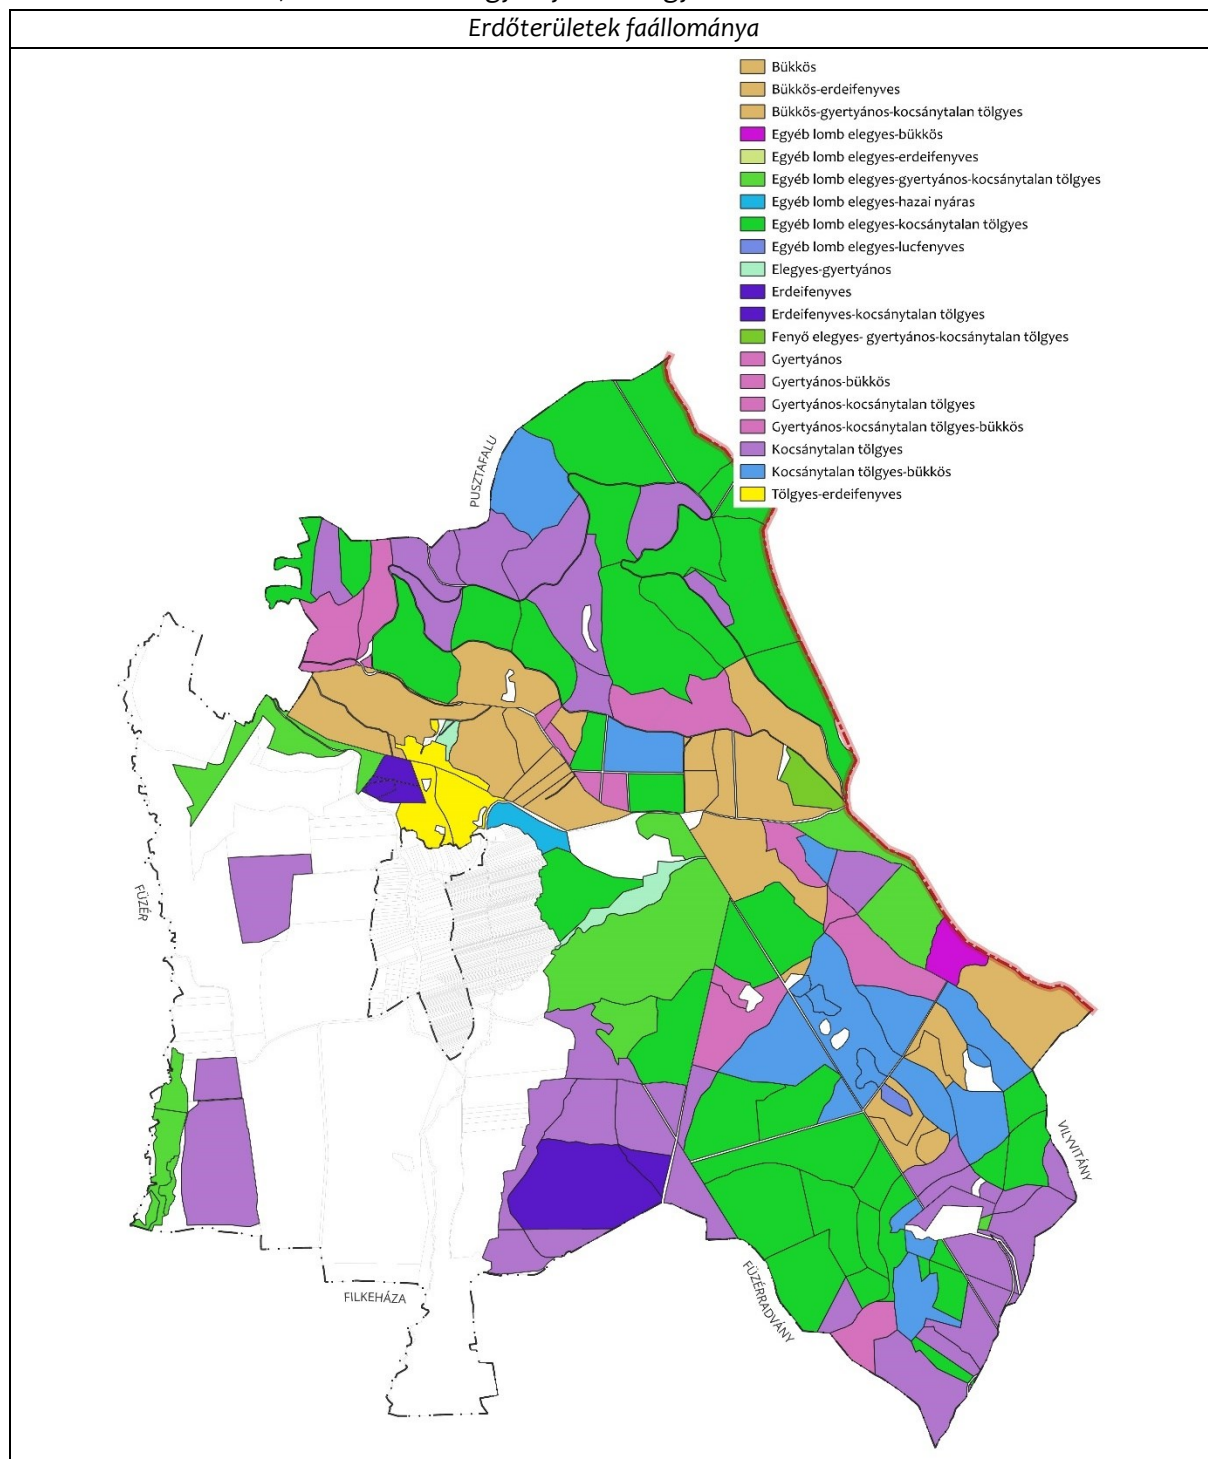 Erdőterületek faállománya
Bükkös
Bükkös-erdeifenyves
Bükkös-gyertyános-kocsánytalan tölgyes
Egyéb lomb elegyes-bükkös
Egyéb lomb elegyes-erdeifenyves
Egyéb lomb elegyes-gyertyános-kocsánytalan tölgyes
Egyéb lomb elegyes-hazai nyáras
Egyéb lomb elegyes-kocsánytalan tölgyes
Egyéb lomb elegyes-lucfenyves
Elegyes-gyertyános
Erdeifenyves
Erdeifenyves-kocsánytalan tölgyes
Fenyő elegyes- gyertyános-kocsánytalan tölgyes
Gyertyános
Gyertyános-bükkös
Gyertyános-kocsánytalan tölgyes
Gyertyános-kocsánytalan tölgyes-bükkös
Kocsánytalan tölgyes
Kocsánytalan tölgyes-bükkös
Tölgyes-erdeifenyves
PUSZTAFALU
FÜZÉR
VILYVITÁNY
FÜZÉRRADVÁNY
FILKEHÁZA